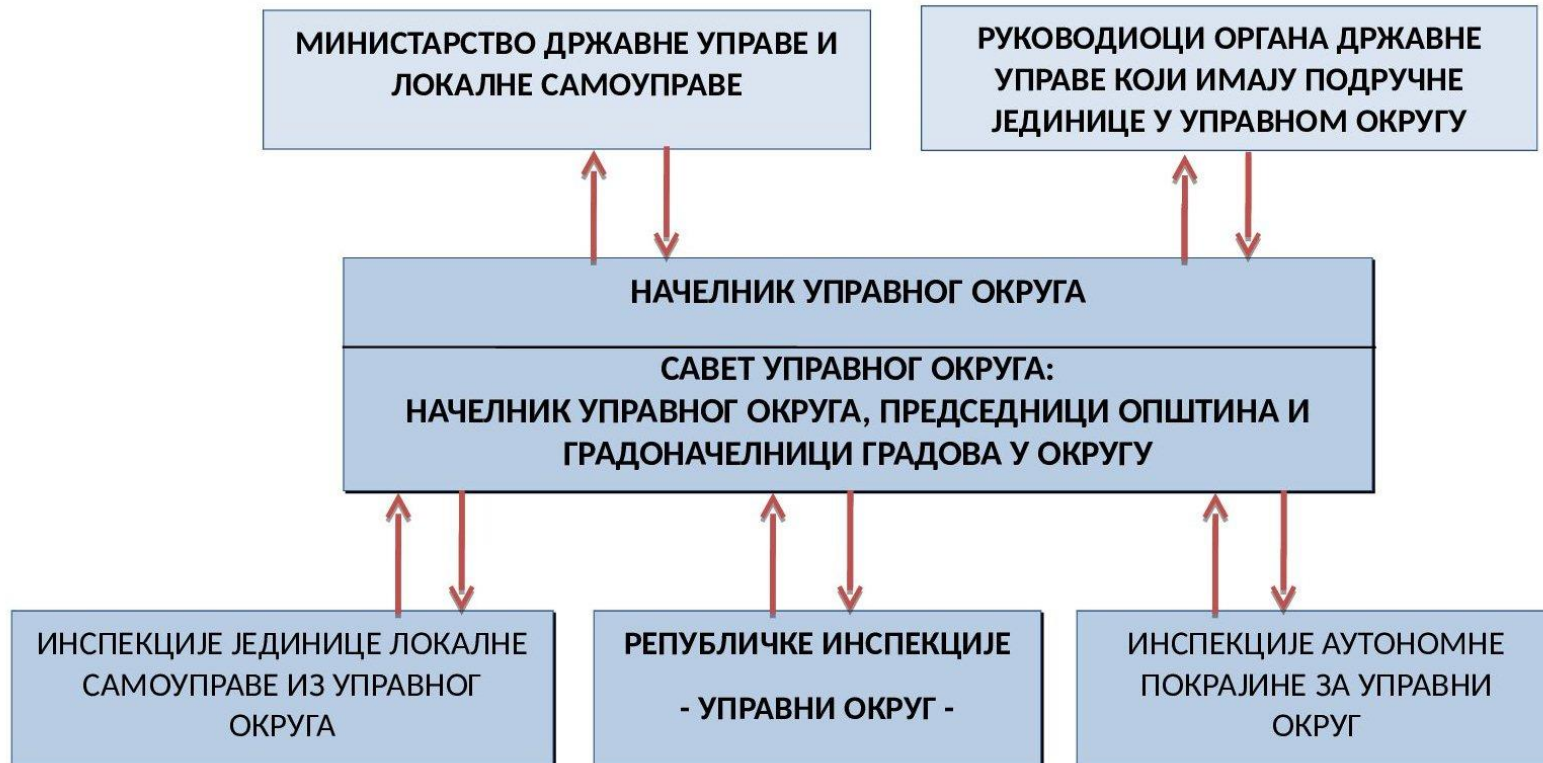 МИНИСТАРСТВО ДРЖАВНЕ УПРАВЕ И
ЛОКАЛНЕ САМОУПРАВЕ
РУКОВОДИОЦИ ОРГАНА ДРЖАВНЕ
УПРАВЕ КОЈИ ИМАЈУ ПОДРУЧНЕ
ЈЕДИНИЦЕ У УПРАВНОМ ОКРУГУ
НАЧЕЛНИК УПРАВНОГ ОКРУГА
САВЕТ УПРАВНОГ ОКРУГА:
НАЧЕЛНИК УПРАВНОГ ОКРУГА, ПРЕДСЕДНИЦИ ОПШТИНА И
ГРАДОНАЧЕЛНИЦИ ГРАДОВА У ОКРУГУ
ИНСПЕКЦИЈЕ ЈЕДИНИЦЕ ЛОКАЛНЕ
САМОУПРАВЕ ИЗ УПРАВНОГ
ОКРУГА
РЕПУБЛИЧКЕ ИНСПЕКЦИЈЕ
- УПРАВНИ ОКРУГ -
ИНСПЕКЦИЈЕ АУТОНОМНЕ
ПОКРАЈИНЕ ЗА УПРАВНИ
ОКРУГ